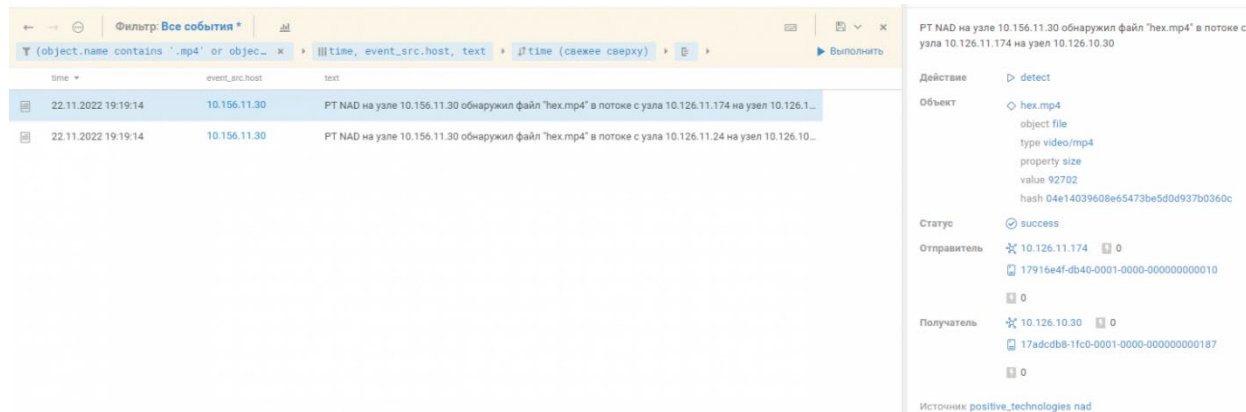 Фильтр: Все события *
(object.name contains '.mp4' or objec… × time, event_src.host, text time (свежее сверху) Выполнить
time event_src.host text
22.11.2022 19:19:14 10.156.11.30 PT NAD на узле 10.156.11.30 обнаружил файл "hex.mp4" в потоке с узла 10.126.11.174 на узел 10.126.1…
22.11.2022 19:19:14 10.156.11.30 PT NAD на узле 10.156.11.30 обнаружил файл "hex.mp4" в потоке с узла 10.126.11.24 на узел 10.126.10…
PT NAD на узле 10.156.11.30 обнаружил файл "hex.mp4" в потоке с
узла 10.126.11.174 на узел 10.126.10.30
Действие detect
Объект hex.mp4
object file
type video/mp4
property size
value 92702
hash 04e14039608e65473be5d0d937b0360c
Статус success
Отправитель 10.126.11.174 0
17916e4f-db40-0001-0000-000000000010
0
Получатель 10.126.10.30 0
17adcdb8-1fc0-0001-0000-000000000187
0
Источник positive_technologies nad